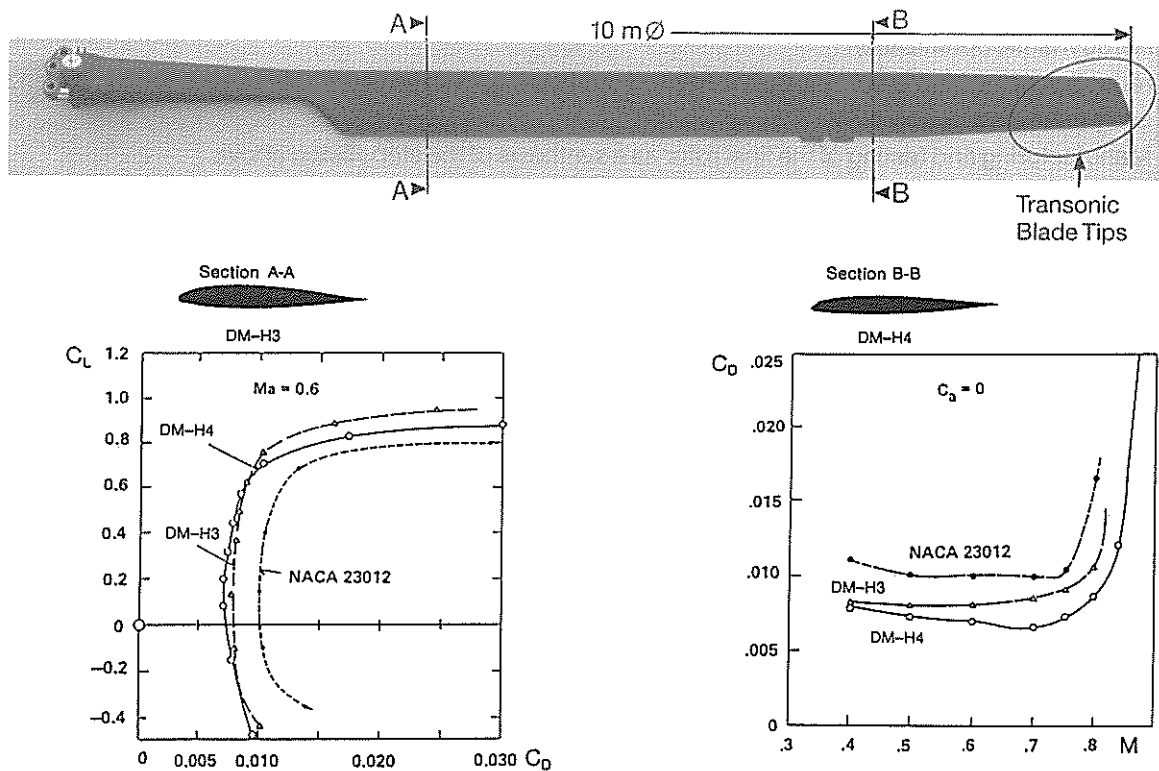 A B
10 mØ
A B
Transonic
Blade Tips
Section A-A
DM–H3
Section B-B
DM–H4
C_L
1.2
Ma = 0.6
1.0
DM–H4
0.8
0.6
DM–H3
0.4
0.2
NACA 23012
0
–0.2
–0.4
0 0.005 0.010 0.020 0.030 C_D
C_D
.025
C_a = 0
.020
.015
NACA 23012
.010
DM–H3
DM–H4
.005
0
.3 .4 .5 .6 .7 .8 M